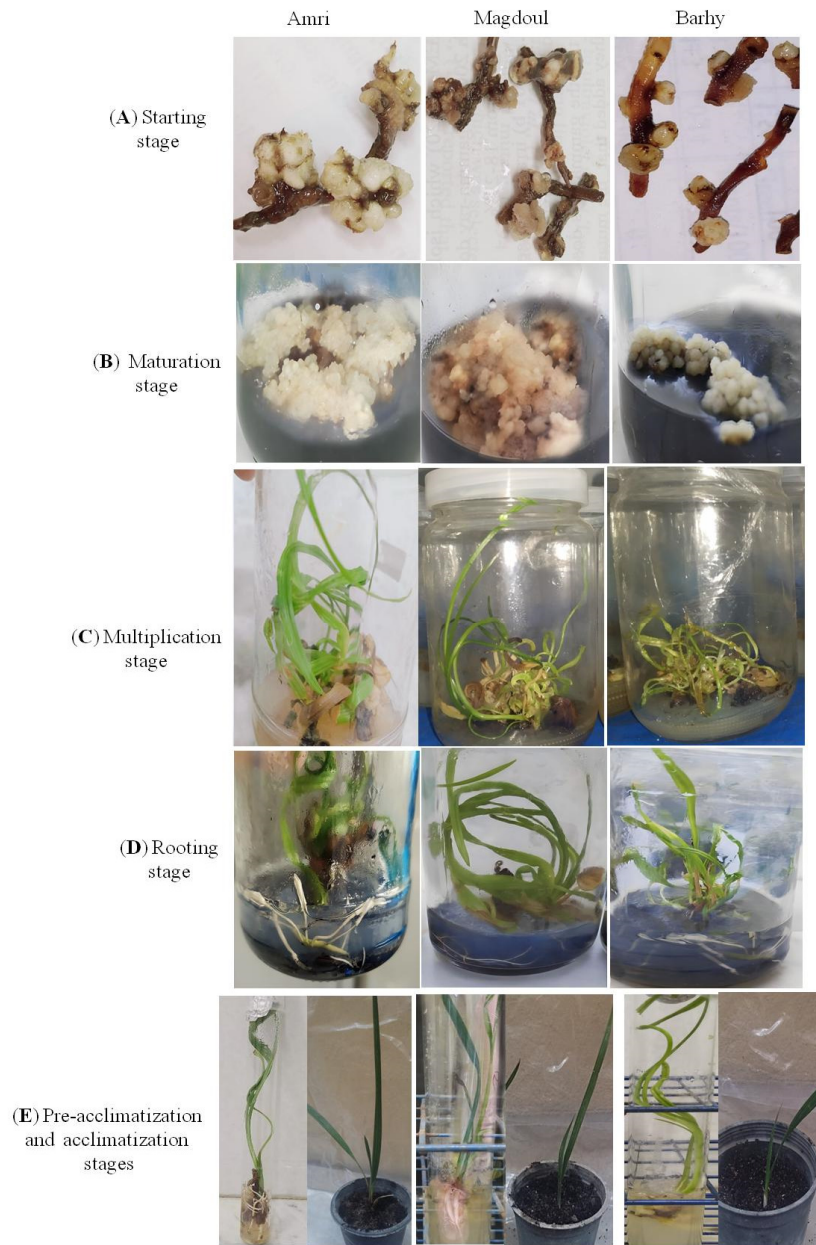 Amri Magdoul Barhy
(A) Starting
stage
(B) Maturation
stage
(C) Multiplication
stage
(D) Rooting
stage
(E) Pre-acclimatization
and acclimatization
stages